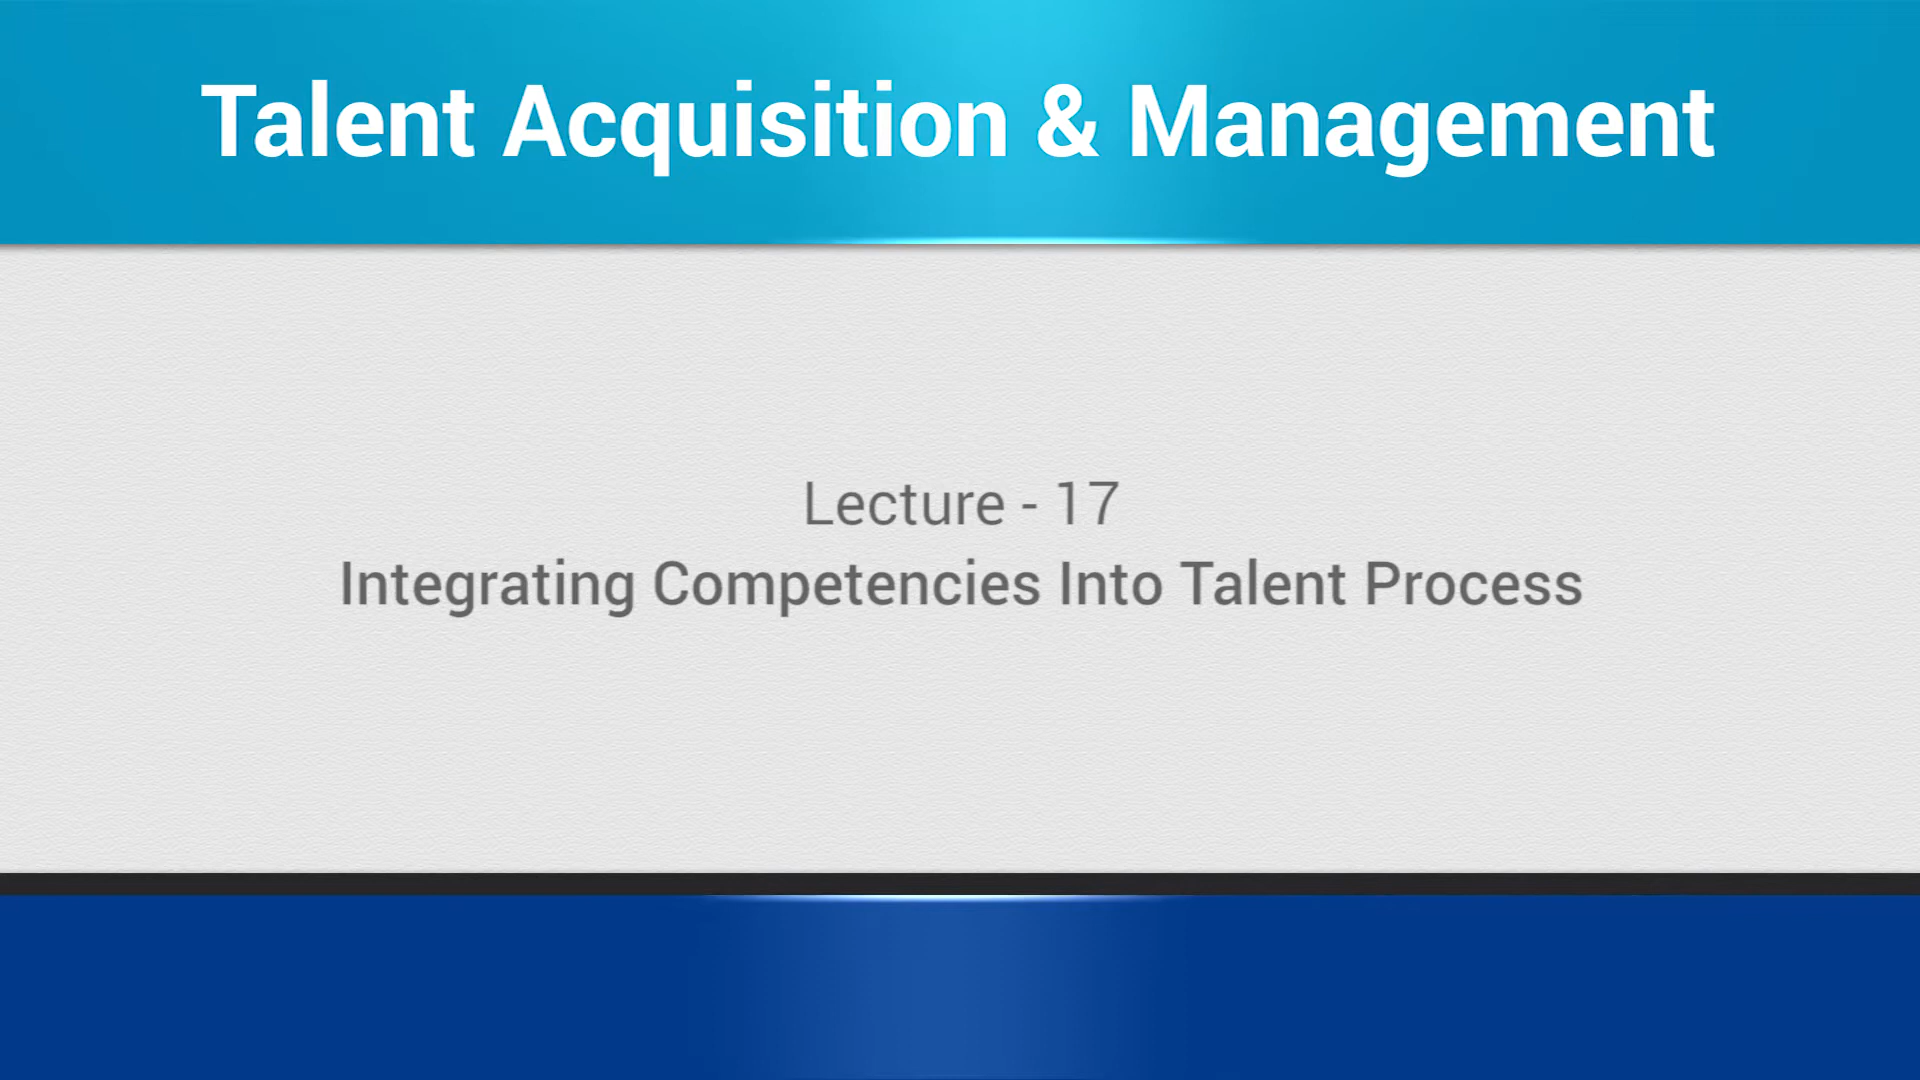 Talent Acquisition & Management
Lecture - 17
Integrating Competencies Into Talent Process